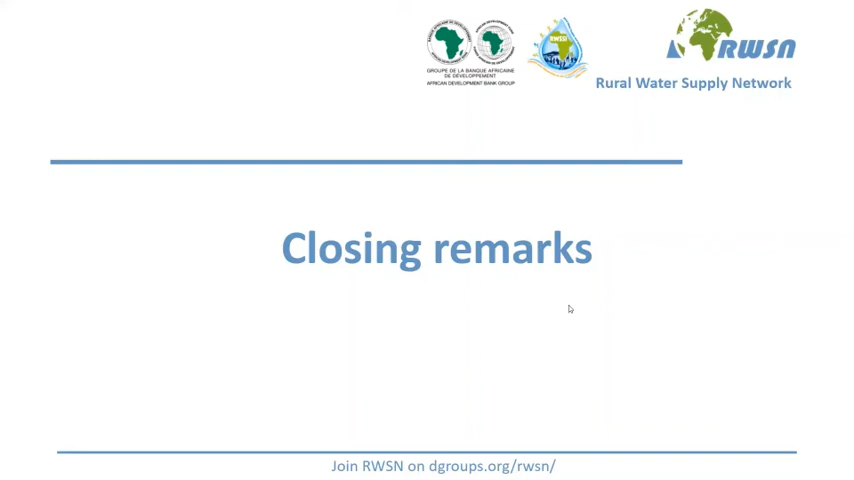 RWSSI
RWSN
GROUPE DE LA BANQUE AFRICAINE
DE DÉVELOPPEMENT
AFRICAN DEVELOPMENT BANK GROUP
Rural Water Supply Network
Closing remarks
Join RWSN on dgroups.org/rwsn/